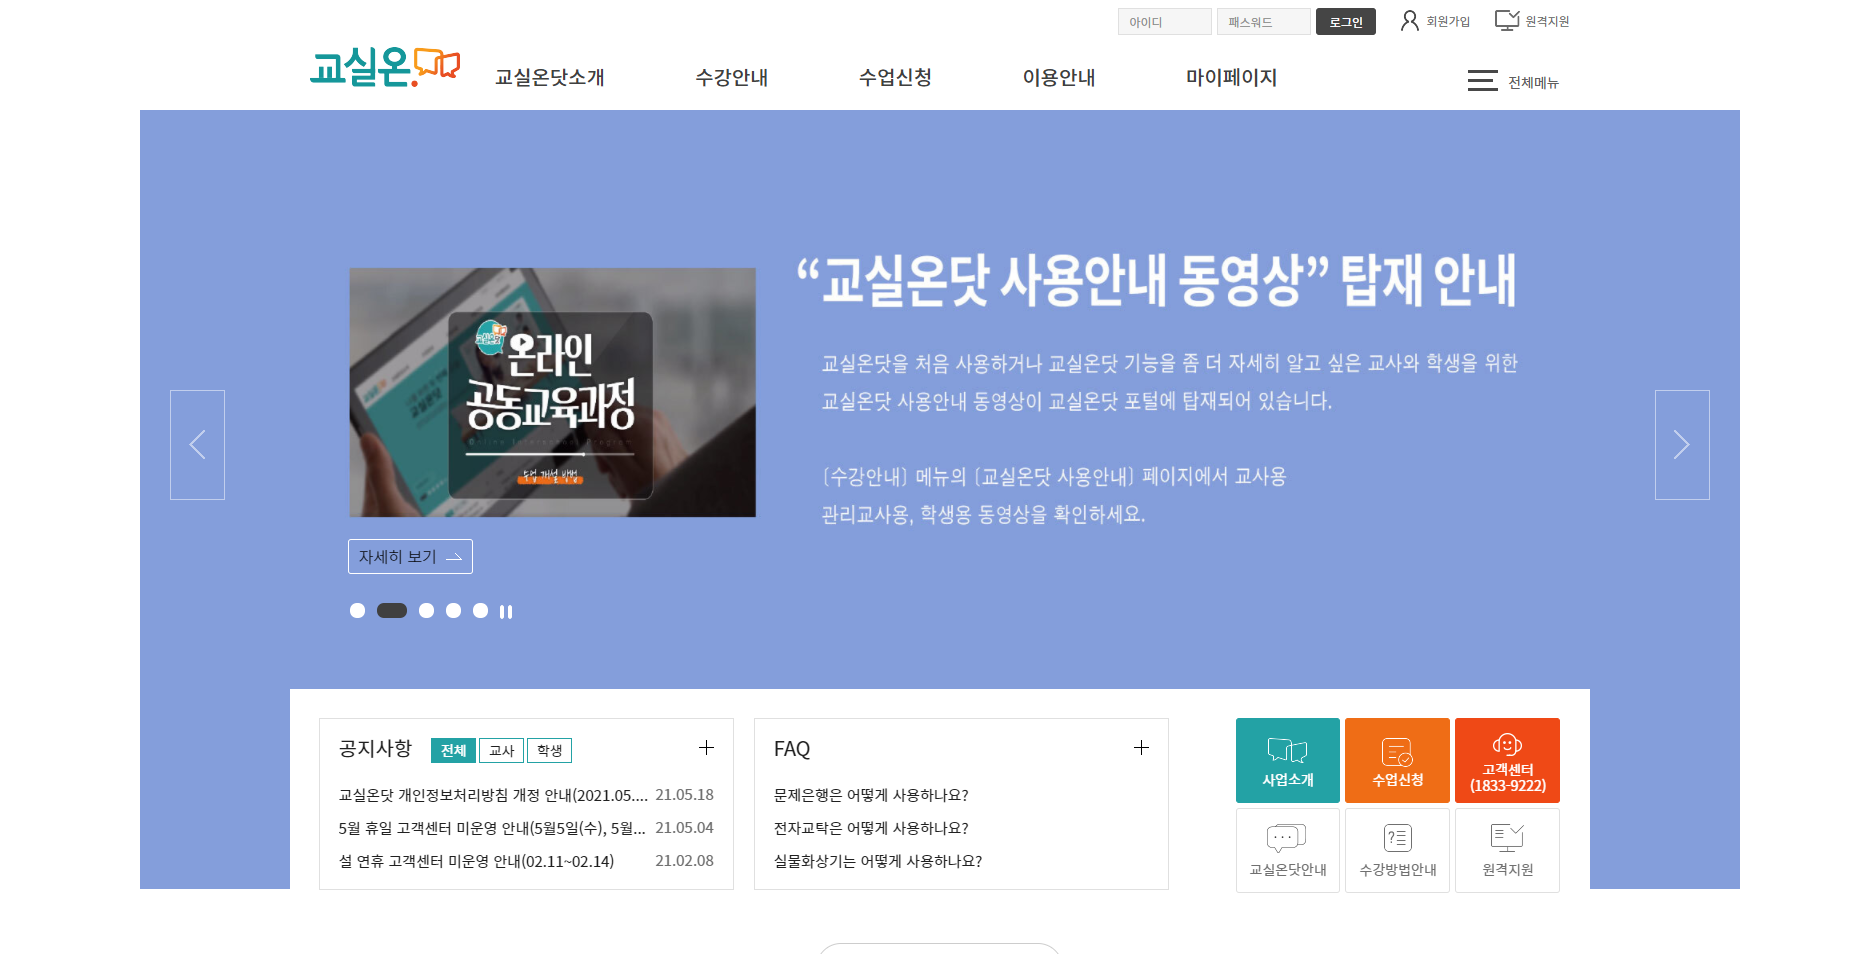 아이디 패스워드 로그인 회원가입 원격지원
교실온.
교실온닷소개 수강안내 수업신청 이용안내 마이페이지 전체메뉴
“교실온닷 사용안내 동영상” 탑재 안내
교실온닷
온라인
공동교육과정
수업 개설 방법
교실온닷을 처음 사용하거나 교실온닷 기능을 좀 더 자세히 알고 싶은 교사와 학생을 위한
교실온닷 사용안내 동영상이 교실온닷 포털에 탑재되어 있습니다.
[수강안내] 메뉴의 [교실온닷 사용안내] 페이지에서 교사용
관리교사용, 학생용 동영상을 확인하세요.
자세히 보기
공지사항 전체 교사 학생
교실온닷 개인정보처리방침 개정 안내(2021.05.... 21.05.18
5월 휴일 고객센터 미운영 안내(5월5일(수), 5월... 21.05.04
설 연휴 고객센터 미운영 안내(02.11~02.14) 21.02.08
FAQ
문제은행은 어떻게 사용하나요?
전자교탁은 어떻게 사용하나요?
실물화상기는 어떻게 사용하나요?
사업소개
수업신청
고객센터
(1833-9222)
교실온닷안내
수강방법안내
원격지원